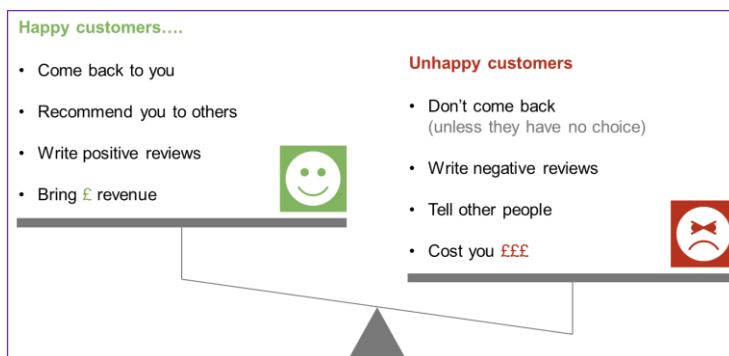 Happy customers....
• Come back to you
• Recommend you to others
• Write positive reviews
• Bring £ revenue
Unhappy customers
• Don't come back
(unless they have no choice)
• Write negative reviews
• Tell other people
• Cost you £££